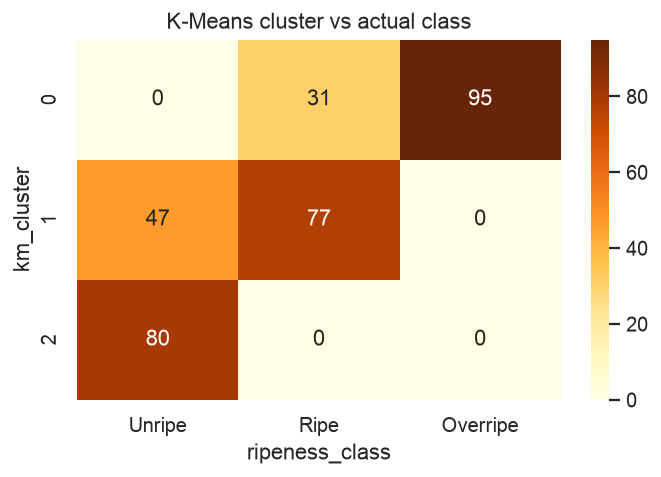 K-Means cluster vs actual class
km_cluster
0 0 31 95
1 47 77 0
2 80 0 0
Unripe Ripe Overripe
ripeness_class
80
60
40
20
0